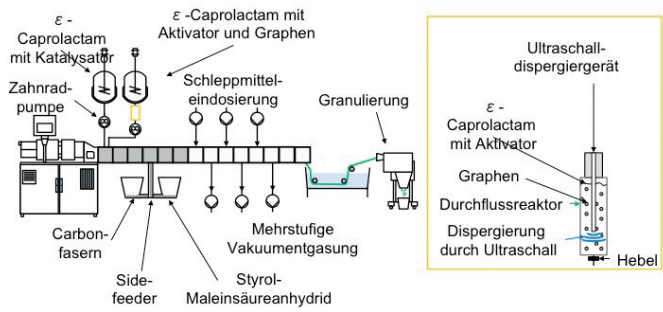 ε -
Caprolactam
mit Katalysator
ε -Caprolactam mit
Aktivator und Graphen
Zahnrad-
pumpe
Schleppmittel-
eindosierung
Granulierung
Carbon-
fasern
Side-
feeder
Styrol-
Maleinsäureanhydrid
Mehrstufige
Vakuumentgasung
Ultraschall-
dispergiergerät
ε -
Caprolactam
mit Aktivator
Graphen
Durchflussreaktor
Dispergierung
durch Ultraschall
Hebel